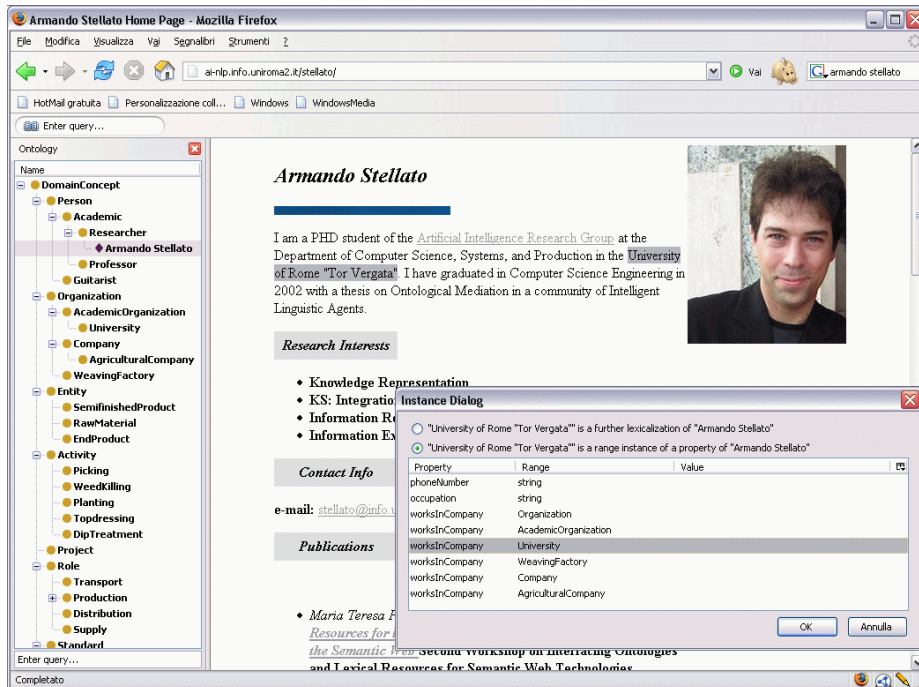 Armando Stellato Home Page - Mozilla Firefox
File Modifica Visualizza Vai Segnalibri Strumenti ?
ai-nlp.info.uniroma2.it/stellato/ Vai armando stellato
HotMail gratuita Personalizzazione coll... Windows WindowsMedia
Enter query...
Ontology
Name
DomainConcept
Person
Academic
Researcher
Armando Stellato
Professor
Guitarist
Organization
AcademicOrganization
University
Company
AgriculturalCompany
WeavingFactory
Entity
SemifinishedProduct
RawMaterial
EndProduct
Activity
Picking
WeedKilling
Planting
Topdressing
DipTreatment
Project
Role
Transport
Production
Distribution
Supply
Standard
Enter query...
Armando Stellato
I am a PHD student of the Artificial Intelligence Research Group at the
Department of Computer Science, Systems, and Production in the University
of Rome "Tor Vergata". I have graduated in Computer Science Engineering in
2002 with a thesis on Ontological Mediation in a community of Intelligent
Linguistic Agents.
Research Interests
Knowledge Representation
KS: Integratio
Information Re
Information Ex
Contact Info
e-mail: stellato@info.u
Publications
Maria Teresa P
Resources for
the Semantic Web Second Workshop on Interfacing Ontologies
and Lexical Resources for Semantic Web Technologies
Instance Dialog
"University of Rome "Tor Vergata"" is a further lexicalization of "Armando Stellato"
"University of Rome "Tor Vergata"" is a range instance of a property of "Armando Stellato"
Property Range Value
phoneNumber string
occupation string
worksInCompany Organization
worksInCompany AcademicOrganization
worksInCompany University
worksInCompany WeavingFactory
worksInCompany Company
worksInCompany AgriculturalCompany
OK Annulla
Completato